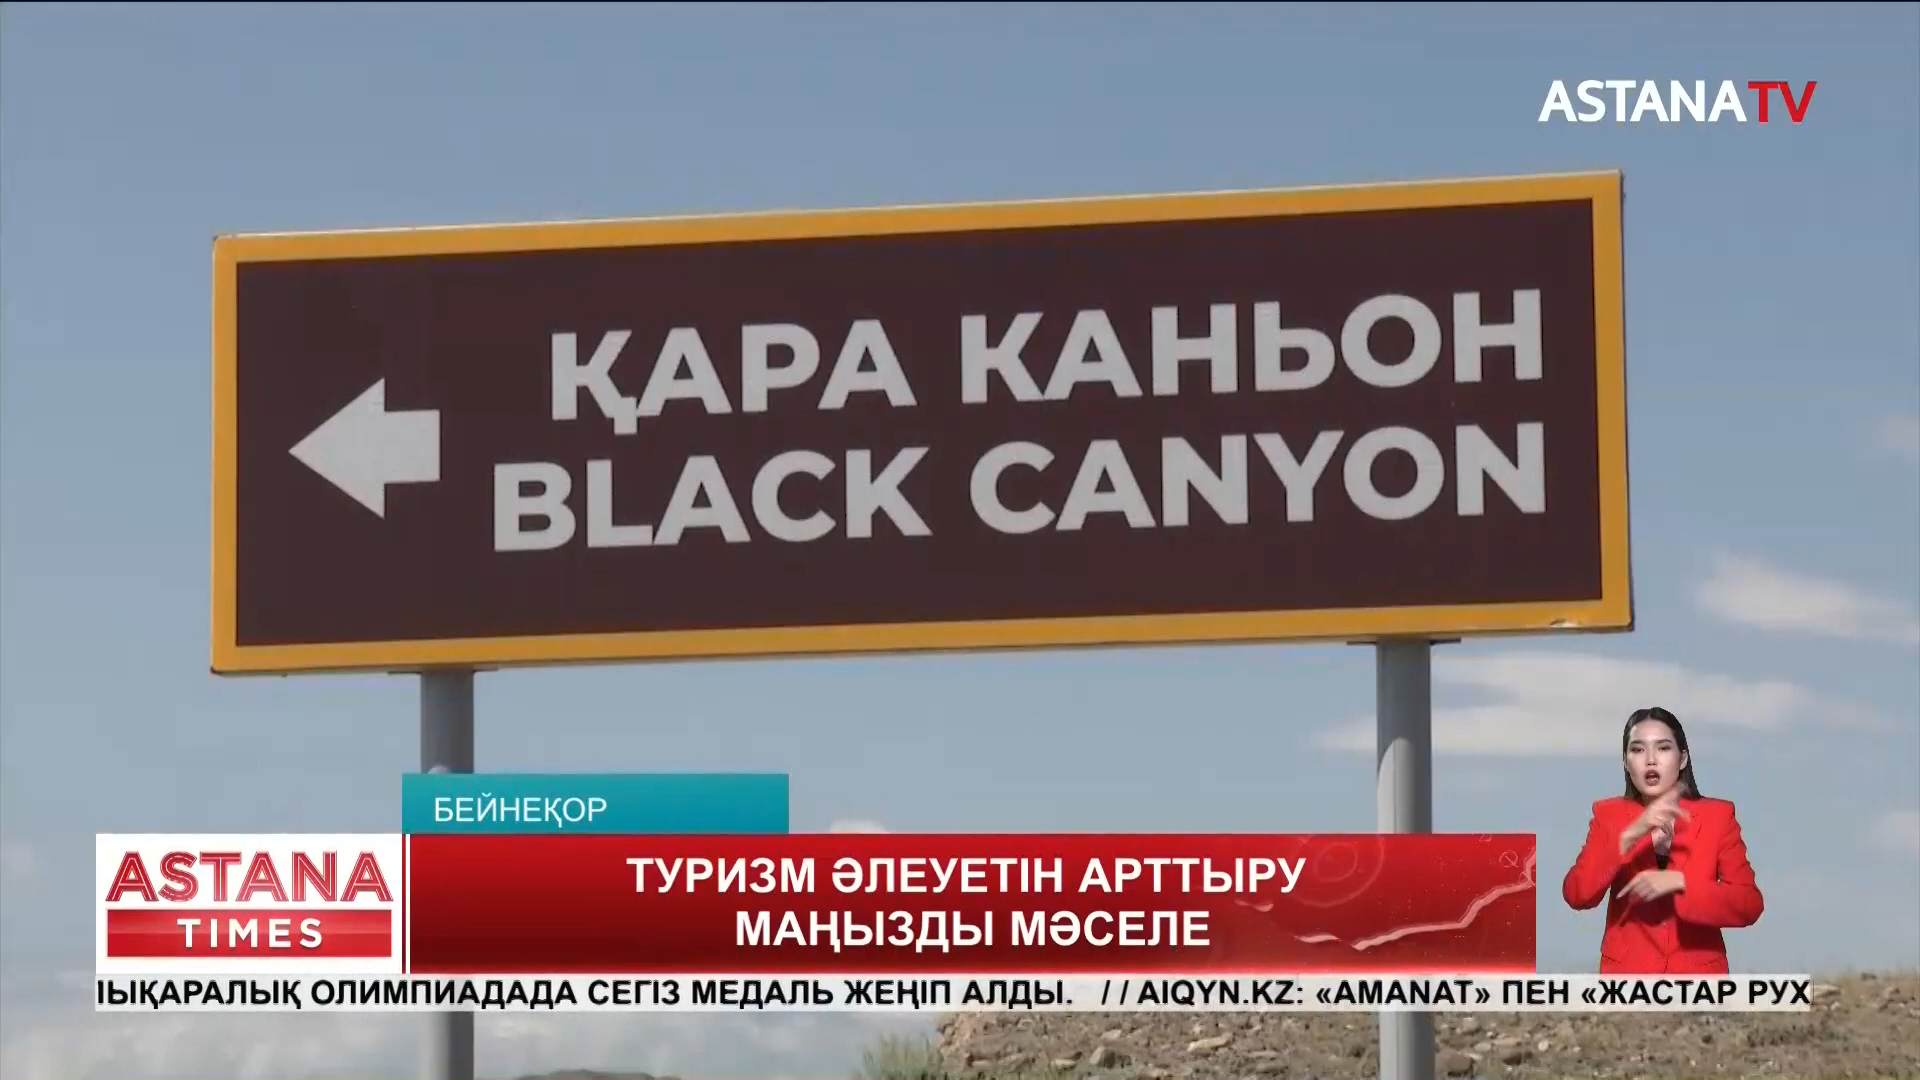 ASTANATV
ҚАРА КАНЬОН
BLACK CANYON
БЕЙНЕҚОР
ASTANA
TIMES
ТУРИЗМ ӘЛЕУЕТІН АРТТЫРУ
МАҢЫЗДЫ МӘСЕЛЕ
ЫҚАРАЛЫҚ ОЛИМПИАДАДА СЕГІЗ МЕДАЛЬ ЖЕҢІП АЛДЫ. // AIQYN.KZ: «AMANAT» ПЕН «ЖАСТАР РУХ